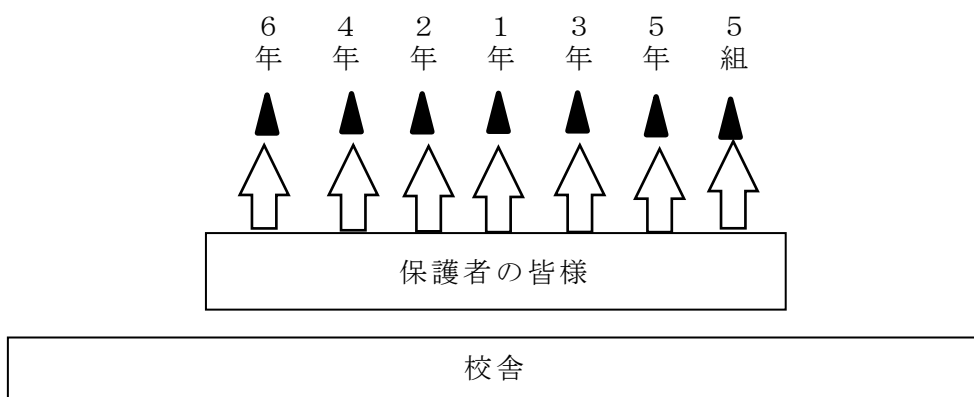 ６年
４年
２年
１年
３年
５年
５組
保護者の皆様
校舎